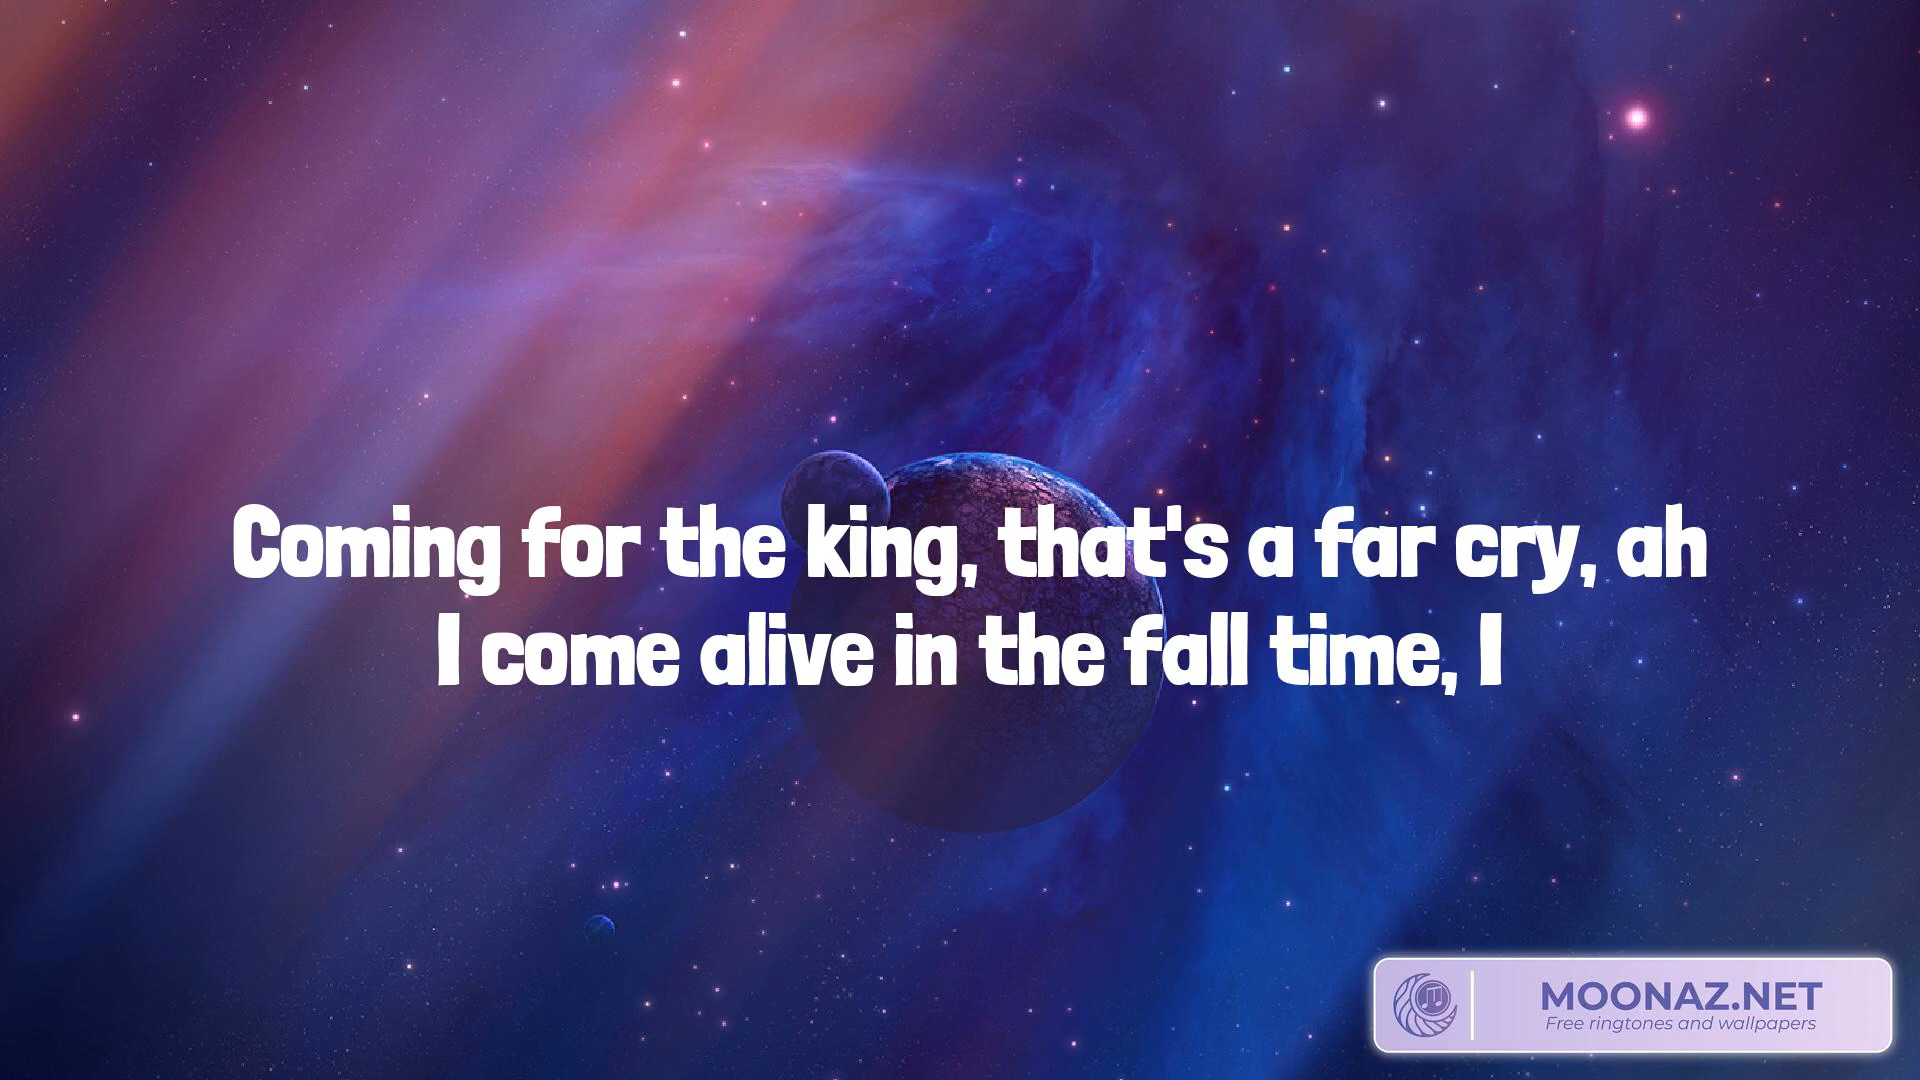 Coming for the king, that's a far cry, ah
I come alive in the fall time, I
MOONAZ.NET
Free ringtones and wallpapers